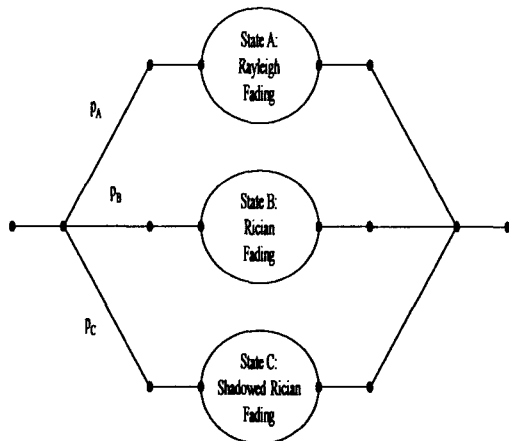 State A:
Rayleigh
Fading
PA
PB
State B:
Rician
Fading
PC
State C:
Shadowed Rician
Fading